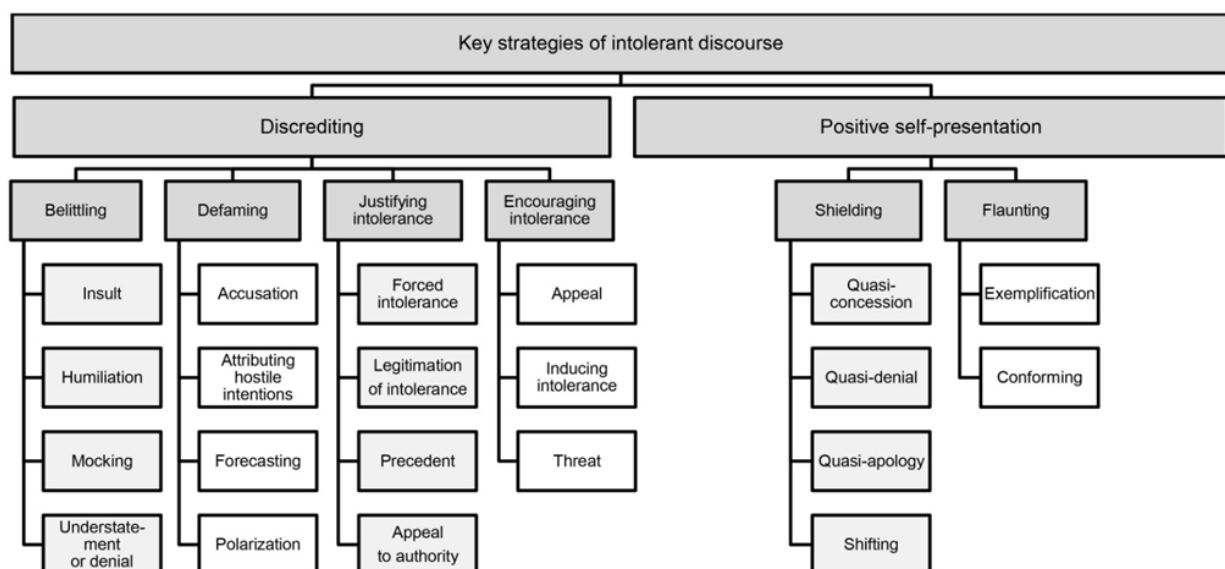 Key strategies of intolerant discourse
Discrediting
Positive self-presentation
Belittling
Defaming
Justifying
intolerance
Encouraging
intolerance
Shielding
Flaunting
Insult
Accusation
Forced
intolerance
Appeal
Quasi-
concession
Exemplification
Humiliation
Attributing
hostile
intentions
Legitimation
of intolerance
Inducing
intolerance
Quasi-denial
Conforming
Mocking
Forecasting
Precedent
Threat
Quasi-apology
Understate-
ment
or denial
Polarization
Appeal
to authority
Shifting